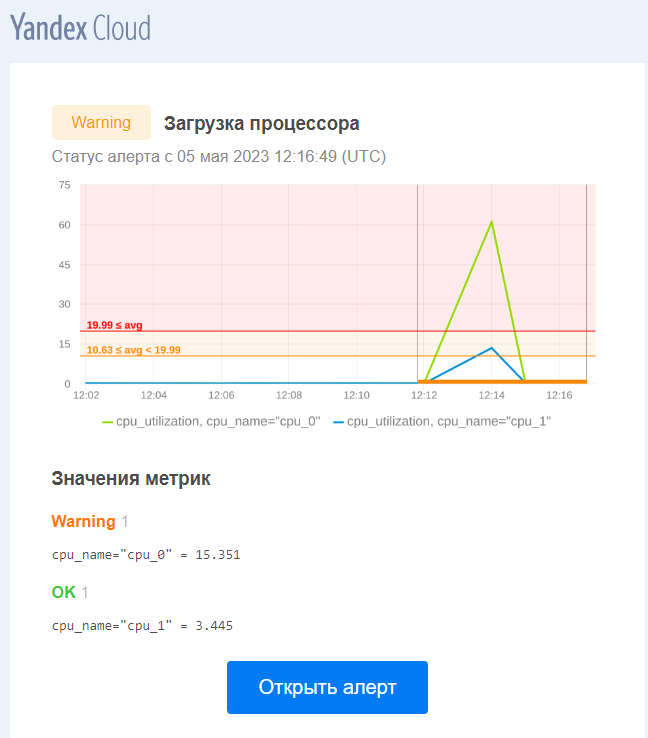 Yandex Cloud
Warning Загрузка процессора
Статус алерта с 05 мая 2023 12:16:49 (UTC)
75
60
45
30
19.99 ≤ avg
15
10.63 ≤ avg < 19.99
0
12:02 12:04 12:06 12:08 12:10 12:12 12:14 12:16
cpu_utilization, cpu_name="cpu_0" cpu_utilization, cpu_name="cpu_1"
Значения метрик
Warning 1
cpu_name="cpu_0" = 15.351
OK 1
cpu_name="cpu_1" = 3.445
Открыть алерт